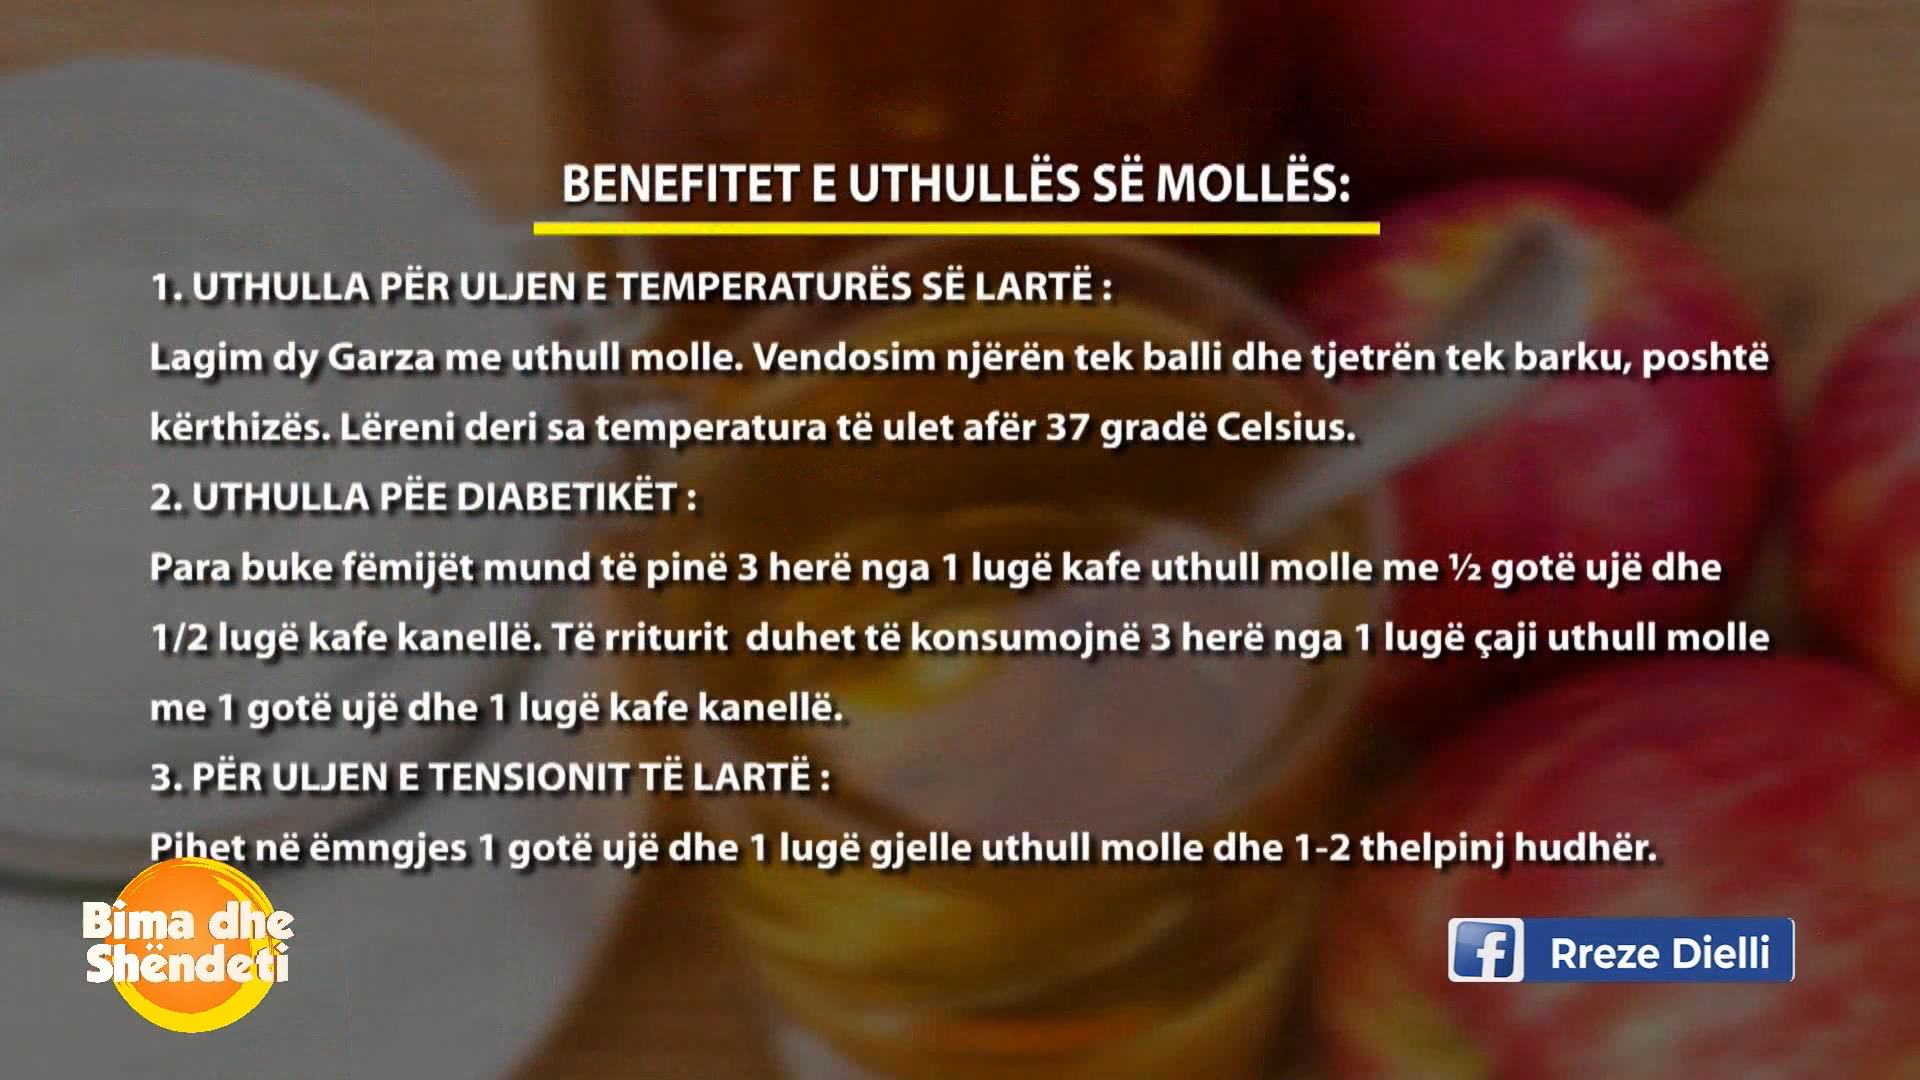 BENEFITET E UTHULLËS SË MOLLËS:
1. UTHULLA PËR ULJEN E TEMPERATURËS SË LARTË :
Lagim dy Garza me uthull molle. Vendosim njërën tek balli dhe tjetrën tek barku, poshtë
kërthizës. Lëreni deri sa temperatura të ulet afër 37 gradë Celsius.
2. UTHULLA PËE DIABETIKËT :
Para buke fëmijët mund të pinë 3 herë nga 1 lugë kafe uthull molle me ½ gotë ujë dhe
1/2 lugë kafe kanellë. Të rriturit  duhet të konsumojnë 3 herë nga 1 lugë çaji uthull molle
me 1 gotë ujë dhe 1 lugë kafe kanellë.
3. PËR ULJEN E TENSIONIT TË LARTË :
Pihet në ëmngjes 1 gotë ujë dhe 1 lugë gjelle uthull molle dhe 1-2 thelpinj hudhër.
Bima dhe
Shëndeti
f Rreze Dielli